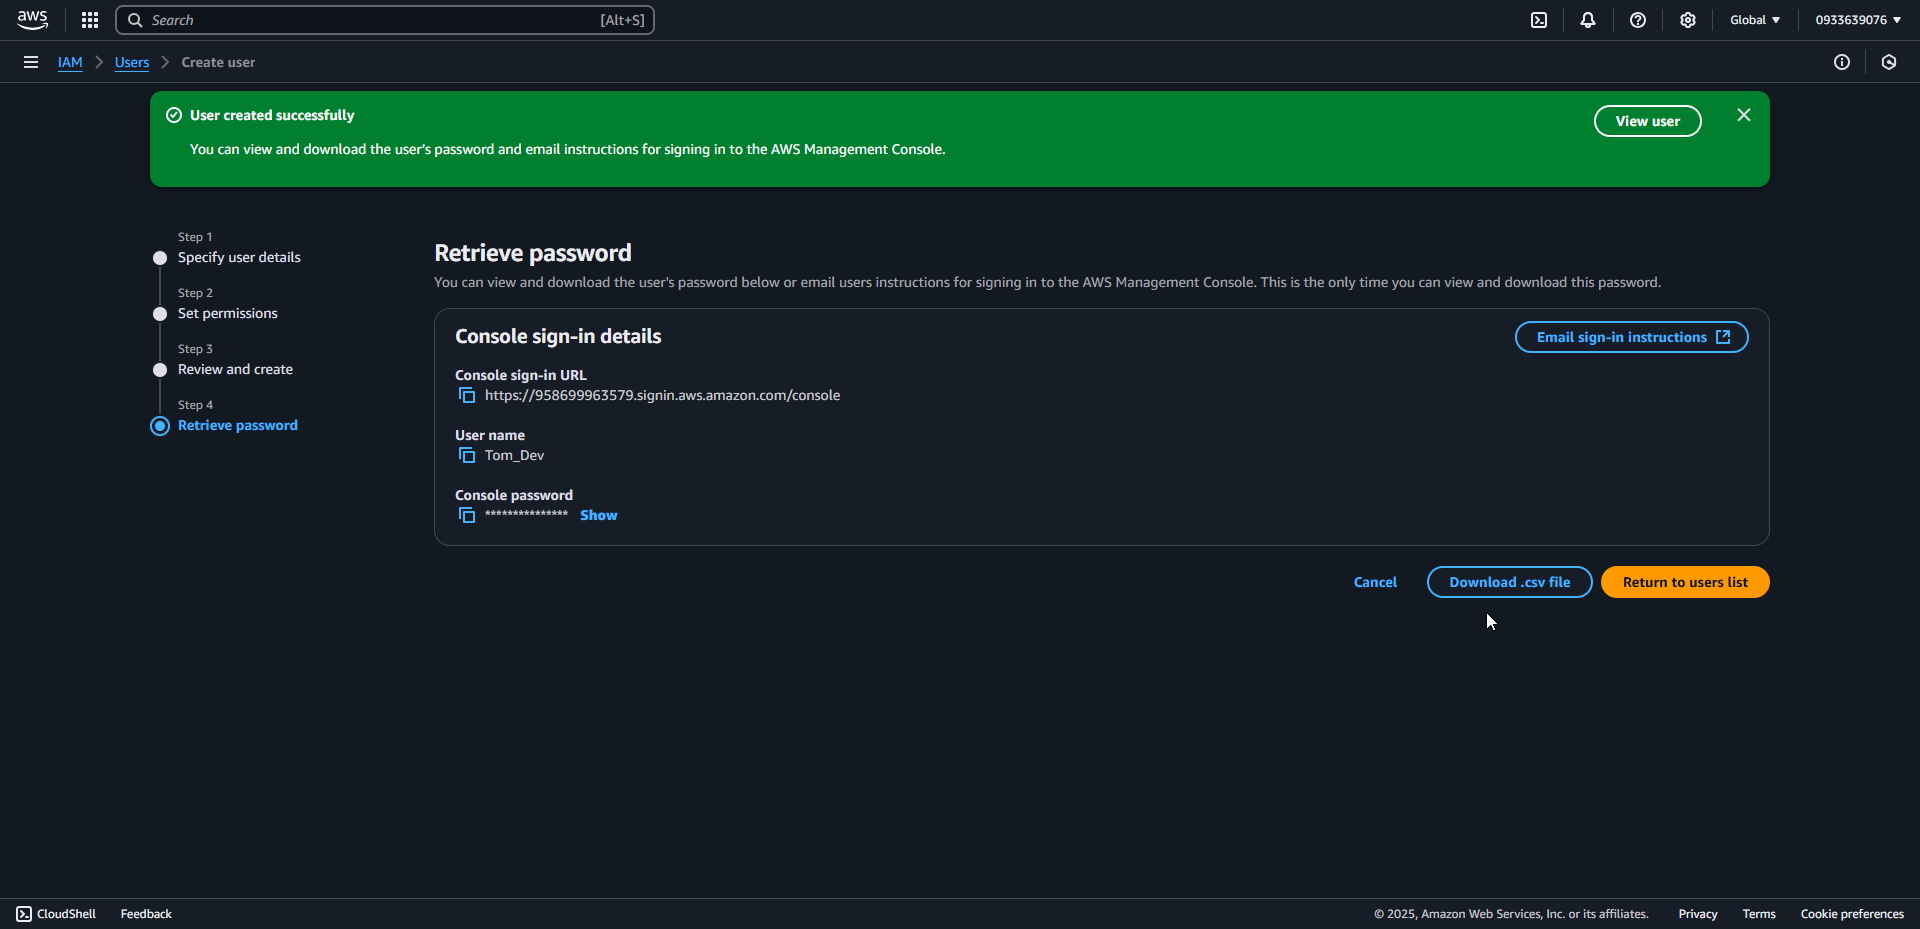 aws
Search [Alt+S]
Global
0933639076
IAM
Users
Create user
User created successfully
You can view and download the user's password and email instructions for signing in to the AWS Management Console.
View user
Step 1
Specify user details
Step 2
Set permissions
Step 3
Review and create
Step 4
Retrieve password
Retrieve password
You can view and download the user's password below or email users instructions for signing in to the AWS Management Console. This is the only time you can view and download this password.
Console sign-in details
Email sign-in instructions
Console sign-in URL
https://958699963579.signin.aws.amazon.com/console
User name
Tom_Dev
Console password
*************** Show
Cancel
Download .csv file
Return to users list
CloudShell
Feedback
© 2025, Amazon Web Services, Inc. or its affiliates.
Privacy
Terms
Cookie preferences